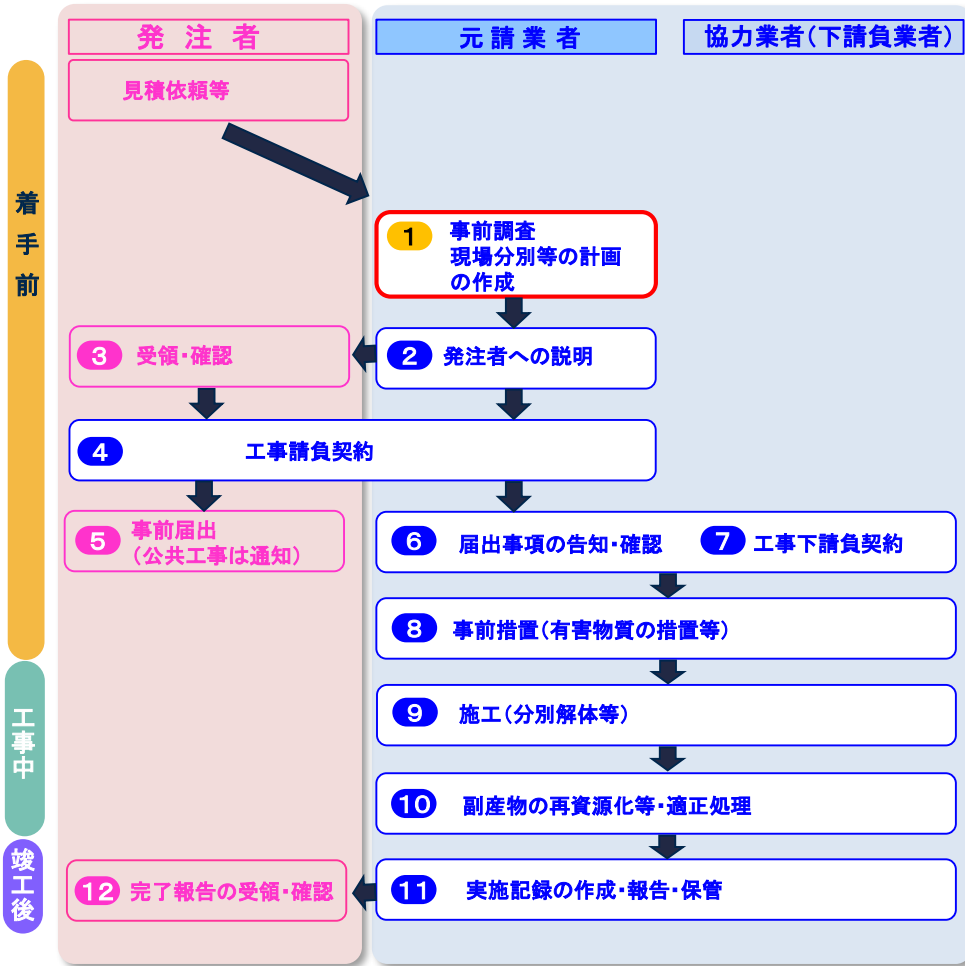 発注者
元請業者
協力業者(下請負業者)
見積依頼等
着手前
1 事前調査
現場分別等の計画
の作成
3 受領・確認
2 発注者への説明
4 工事請負契約
5 事前届出
(公共工事は通知)
6 届出事項の告知・確認
7 工事下請負契約
8 事前措置(有害物質の措置等)
工事中
9 施工(分別解体等)
10 副産物の再資源化等・適正処理
竣工後
12 完了報告の受領・確認
11 実施記録の作成・報告・保管